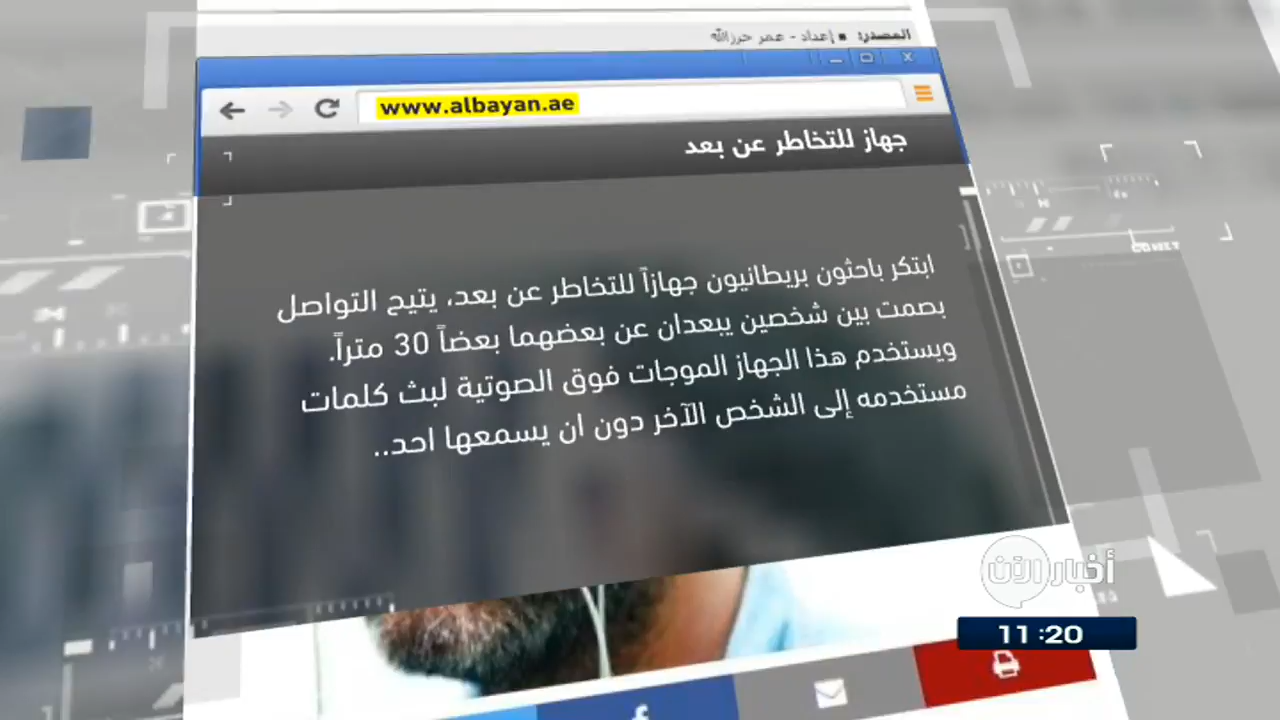 المصدر: ■ إعداد - عمر حرزالله
www.albayan.ae
جهاز للتخاطر عن بعد
ابتكر باحثون بريطانيون جهازاً للتخاطر عن بعد، يتيح التواصل
بصمت بين شخصين يبعدان عن بعضهما بعضاً 30 متراً.
ويستخدم هذا الجهاز الموجات فوق الصوتية لبث كلمات
مستخدمه إلى الشخص الآخر دون ان يسمعها احد..
أخبار الآن
11:20